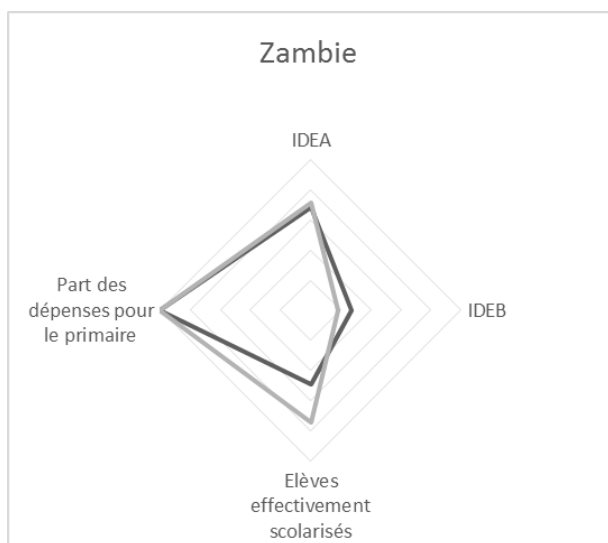 Zambie
IDEA
Part des
dépenses pour
le primaire
IDEB
Elèves
effectivement
scolarisés